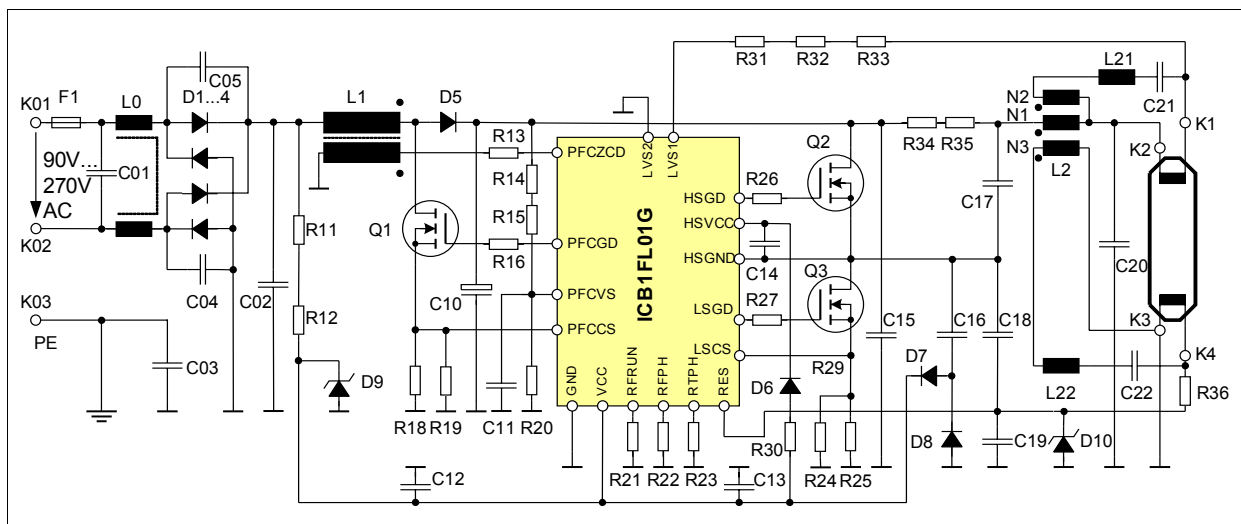 R31 R32 R33
L21
C21
C05
K01 F1 L0 D1...4
L1 D5
N2
N1
N3
K1
K2
L2
R34 R35
90V...
270V
AC
C01
K02
R13
PFCZCD
LVS2
LVS1
Q2
R14
R15
R26
HSGD
C17
R11
Q1
R16
PFCGD
HSVCC
C14
HSGND
ICB1FL01G
C20
C04
C02
C10
K03
PE
R12
PFCVS
PFCCS
R27
LSGD
Q3
C15 C16 C18
K3
K4
C03
D9
LSCS
R29
D7
D6
L22 C22
R36
GND
VCC
RFRUN
RFPH
RTPH
RES
R18 R19 C11 R20
R30
D8
C19 D10
C12
R21 R22 R23
C13
R24 R25